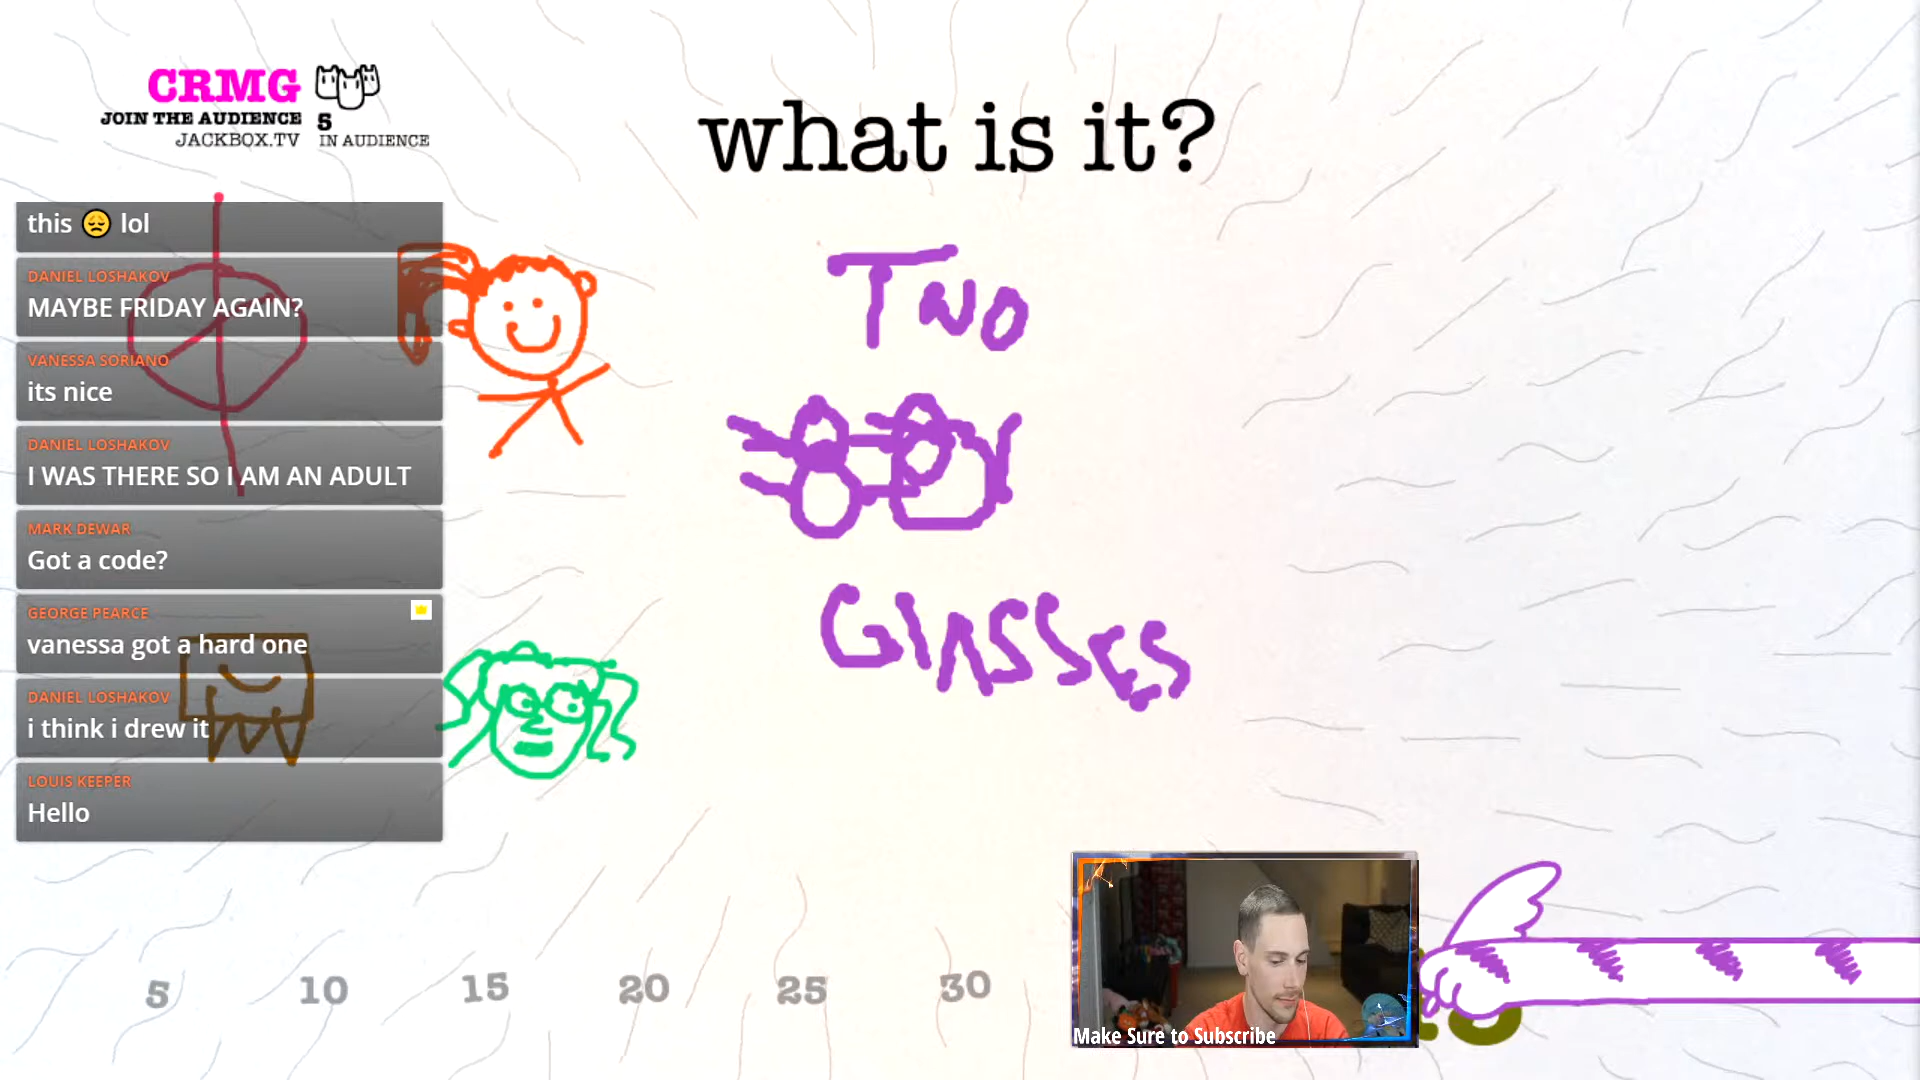 CRMG
JOIN THE AUDIENCE
JACKBOX.TV
5
IN AUDIENCE
what is it?
this 😞 lol
DANIEL LOSHAKOV
MAYBE FRIDAY AGAIN?
VANESSA SORIANO
its nice
DANIEL LOSHAKOV
I WAS THERE SO I AM AN ADULT
MARK DEWAR
Got a code?
GEORGE PEARCE
vanessa got a hard one
DANIEL LOSHAKOV
i think i drew it
LOUIS KEEPER
Hello
TWO
GLASSES
5 10 15 20 25 30
Make Sure to Subscribe